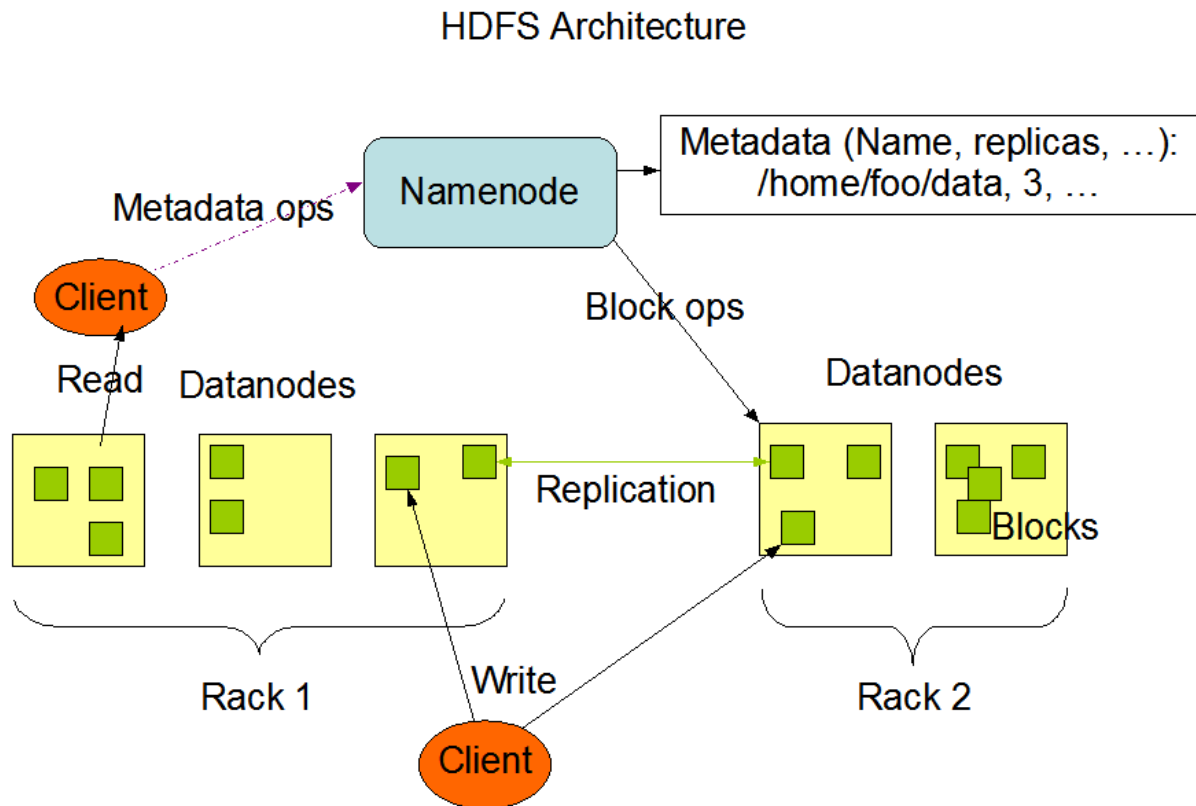 HDFS Architecture
Metadata (Name, replicas, …):
/home/foo/data, 3, …
Namenode
Metadata ops
Client
Block ops
Read
Datanodes
Datanodes
Replication
Blocks
Rack 1
Write
Rack 2
Client